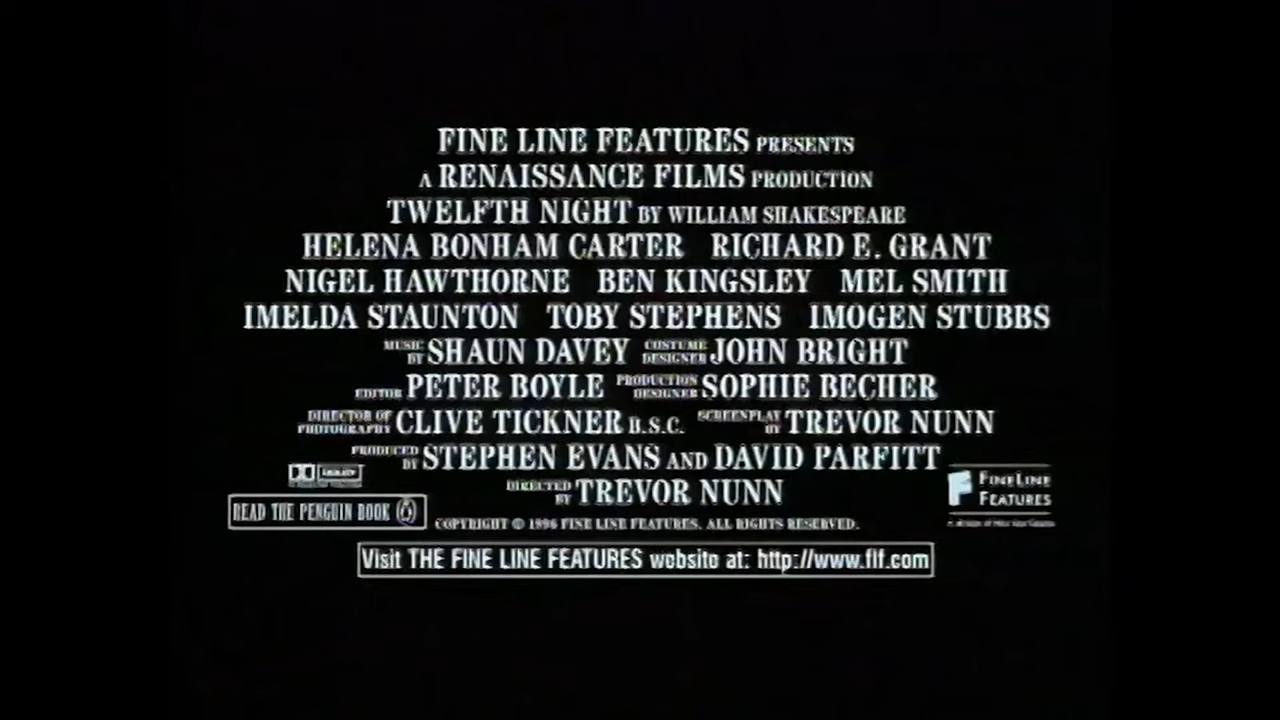 FINE LINE FEATURES PRESENTS
A RENAISSANCE FILMS PRODUCTION
TWELFTH NIGHT BY WILLIAM SHAKESPEARE
HELENA BONHAM CARTER RICHARD E. GRANT
NIGEL HAWTHORNE BEN KINGSLEY MEL SMITH
IMELDA STAUNTON TOBY STEPHENS IMOGEN STUBBS
MUSIC BY SHAUN DAVEY COSTUME DESIGNER JOHN BRIGHT
EDITOR PETER BOYLE PRODUCTION DESIGNER SOPHIE BECHER
DIRECTOR OF PHOTOGRAPHY CLIVE TICKNER B.S.C. SCREENPLAY BY TREVOR NUNN
PRODUCED BY STEPHEN EVANS AND DAVID PARFITT
DIRECTED BY TREVOR NUNN
FINE LINE
FEATURES
READ THE PENGUIN BOOK
COPYRIGHT © 1996 FINE LINE FEATURES. ALL RIGHTS RESERVED.
Visit THE FINE LINE FEATURES website at: http://www.flf.com